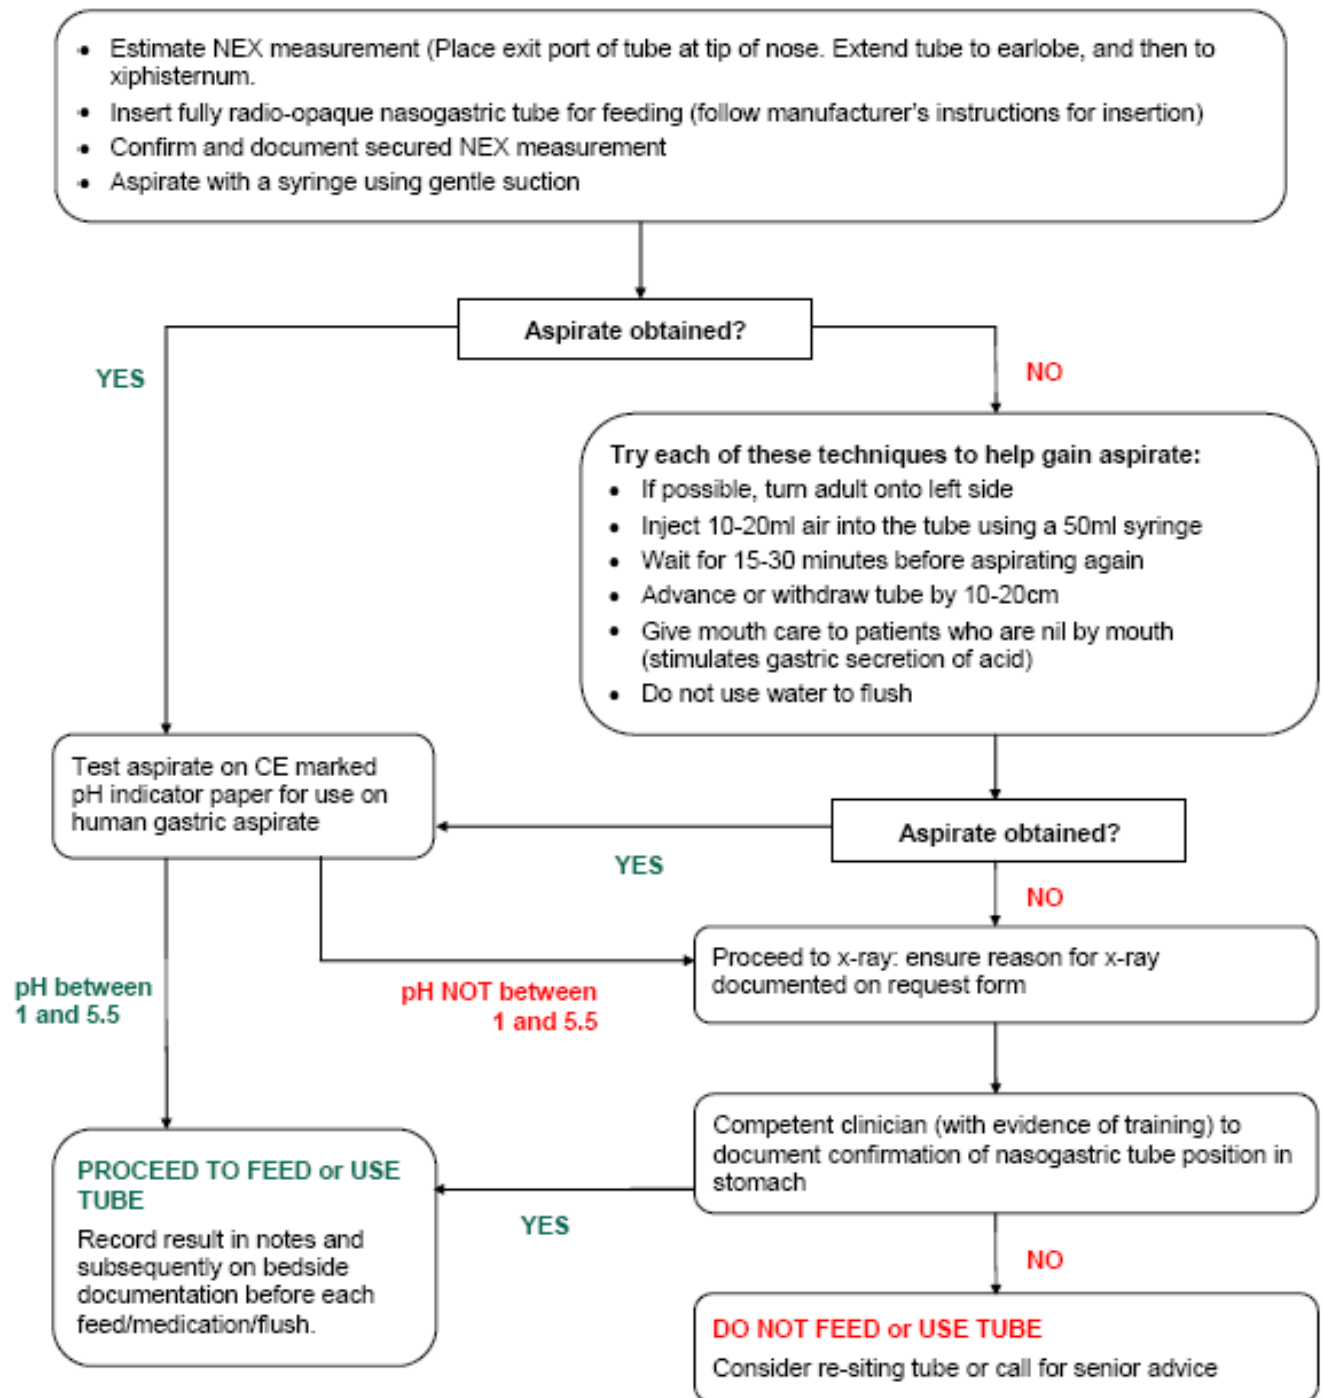 • Estimate NEX measurement (Place exit port of tube at tip of nose. Extend tube to earlobe, and then to
xiphisternum.
• Insert fully radio-opaque nasogastric tube for feeding (follow manufacturer's instructions for insertion)
• Confirm and document secured NEX measurement
• Aspirate with a syringe using gentle suction
Aspirate obtained?
YES
NO
Try each of these techniques to help gain aspirate:
• If possible, turn adult onto left side
• Inject 10-20ml air into the tube using a 50ml syringe
• Wait for 15-30 minutes before aspirating again
• Advance or withdraw tube by 10-20cm
• Give mouth care to patients who are nil by mouth
(stimulates gastric secretion of acid)
• Do not use water to flush
Test aspirate on CE marked
pH indicator paper for use on
human gastric aspirate
Aspirate obtained?
YES
NO
Proceed to x-ray: ensure reason for x-ray
documented on request form
pH between
1 and 5.5
pH NOT between
1 and 5.5
Competent clinician (with evidence of training) to
document confirmation of nasogastric tube position in
stomach
PROCEED TO FEED or USE
TUBE
Record result in notes and
subsequently on bedside
documentation before each
feed/medication/flush.
YES
NO
DO NOT FEED or USE TUBE
Consider re-siting tube or call for senior advice